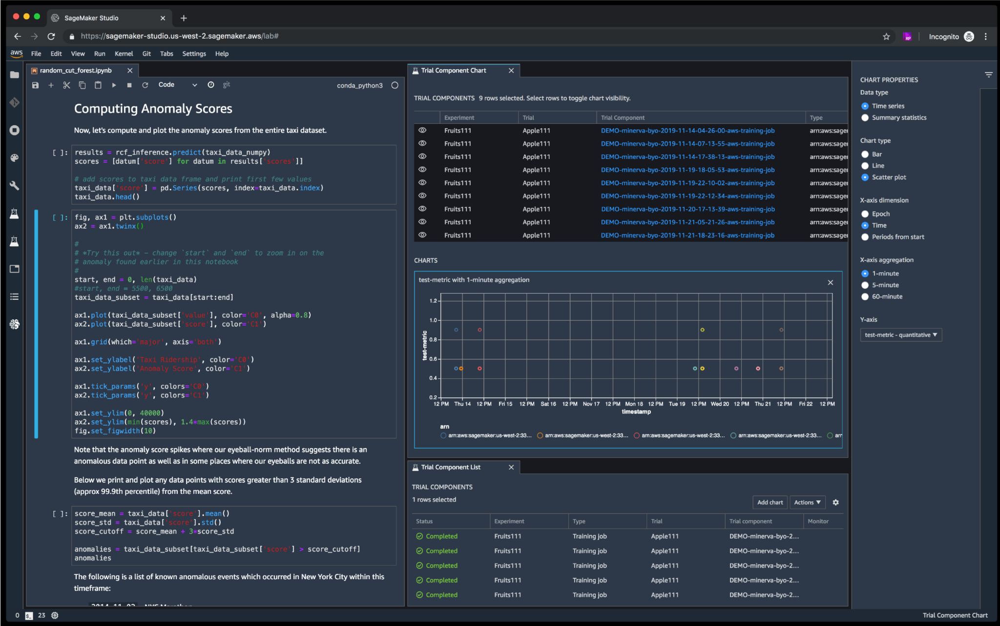 SageMaker Studio
https://sagemaker-studio.us-west-2.sagemaker.aws/lab#
RP
Incognito
aws File Edit View Run Kernel Git Tabs Settings Help
random_cut_forest.ipynb
Code
git
conda_python3
Computing Anomaly Scores
Now, let's compute and plot the anomaly scores from the entire taxi dataset.
[ ]: results = rcf_inference.predict(taxi_data_numpy)
scores = [datum['score'] for datum in results['scores']]
# add scores to taxi data frame and print first few values
taxi_data['score'] = pd.Series(scores, index=taxi_data.index)
taxi_data.head()
[ ]: fig, ax1 = plt.subplots()
ax2 = ax1.twinx()
#
# *Try this out* - change `start` and `end` to zoom in on the
# anomaly found earlier in this notebook
#
start, end = 0, len(taxi_data)
#start, end = 5500, 6500
taxi_data_subset = taxi_data[start:end]
ax1.plot(taxi_data_subset['value'], color='C0', alpha=0.8)
ax2.plot(taxi_data_subset['score'], color='C1')
ax1.grid(which='major', axis='both')
ax1.set_ylabel('Taxi Ridership', color='C0')
ax2.set_ylabel('Anomaly Score', color='C1')
ax1.tick_params('y', colors='C0')
ax2.tick_params('y', colors='C1')
ax1.set_ylim(0, 40000)
ax2.set_ylim(min(scores), 1.4*max(scores))
fig.set_figwidth(10)
Note that the anomaly score spikes where our eyeball-norm method suggests there is an
anomalous data point as well as in some places where our eyeballs are not as accurate.
Below we print and plot any data points with scores greater than 3 standard deviations
(approx 99.9th percentile) from the mean score.
[ ]: score_mean = taxi_data['score'].mean()
score_std = taxi_data['score'].std()
score_cutoff = score_mean + 3*score_std
anomalies = taxi_data_subset[taxi_data_subset['score'] > score_cutoff]
anomalies
The following is a list of known anomalous events which occurred in New York City within this
timeframe:
Trial Component Chart
TRIAL COMPONENTS 9 rows selected. Select rows to toggle chart visibility.
Experiment Trial Trial Component Type
Fruits111 Apple111 DEMO-minerva-byo-2019-11-14-04-26-00-aws-training-job arn:aws:sager
Fruits111 Apple111 DEMO-minerva-byo-2019-11-14-07-13-55-aws-training-job arn:aws:sager
Fruits111 Apple111 DEMO-minerva-byo-2019-11-14-17-38-13-aws-training-job arn:aws:sager
Fruits111 Apple111 DEMO-minerva-byo-2019-11-19-18-05-53-aws-training-job arn:aws:sager
Fruits111 Apple111 DEMO-minerva-byo-2019-11-19-22-10-02-aws-training-job arn:aws:sager
Fruits111 Apple111 DEMO-minerva-byo-2019-11-19-22-12-34-aws-training-job arn:aws:sager
Fruits111 Apple111 DEMO-minerva-byo-2019-11-20-17-13-39-aws-training-job arn:aws:sager
Fruits111 Apple111 DEMO-minerva-byo-2019-11-21-05-21-26-aws-training-job arn:aws:sager
Fruits111 Apple111 DEMO-minerva-byo-2019-11-21-18-23-16-aws-training-job arn:aws:sager
CHARTS
test-metric with 1-minute aggregation
1.2
1.0
0.8
0.6
0.4
0.2
test-metric
12 PM Thu 14 12 PM Fri 15 12 PM Sat 16 12 PM Nov 17 12 PM Mon 18 12 PM Tue 19 12 PM Wed 20 12 PM Thu 21 12 PM Fri 22 12 PM
timestamp
arn
arn:aws:sagemaker:us-west-2:33... arn:aws:sagemaker:us-west-2:33... arn:aws:sagemaker:us-west-2:33... arn:aws:sagemaker:us-west-2:33... arn
Trial Component List
TRIAL COMPONENTS
1 rows selected
Add chart Actions
Status Experiment Type Trial Trial component Monitor
Completed Fruits111 Training job Apple111 DEMO-minerva-byo-2...
Completed Fruits111 Training job Apple111 DEMO-minerva-byo-2...
Completed Fruits111 Training job Apple111 DEMO-minerva-byo-2...
Completed Fruits111 Training job Apple111 DEMO-minerva-byo-2...
Completed Fruits111 Training job Apple111 DEMO-minerva-byo-2...
CHART PROPERTIES
Data type
Time series
Summary statistics
Chart type
Bar
Line
Scatter plot
X-axis dimension
Epoch
Time
Periods from start
X-axis aggregation
1-minute
5-minute
60-minute
Y-axis
test-metric - quantitative
0 $_ 23
Trial Component Chart